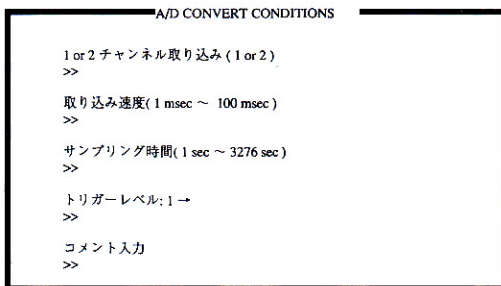 A/D CONVERT CONDITIONS
1 or 2 チャンネル取り込み ( 1 or 2 )
>>
取り込み速度( 1 msec ～ 100 msec )
>>
サンプリング時間( 1 sec ～ 3276 sec )
>>
トリガーレベル: 1 →
>>
コメント入力
>>